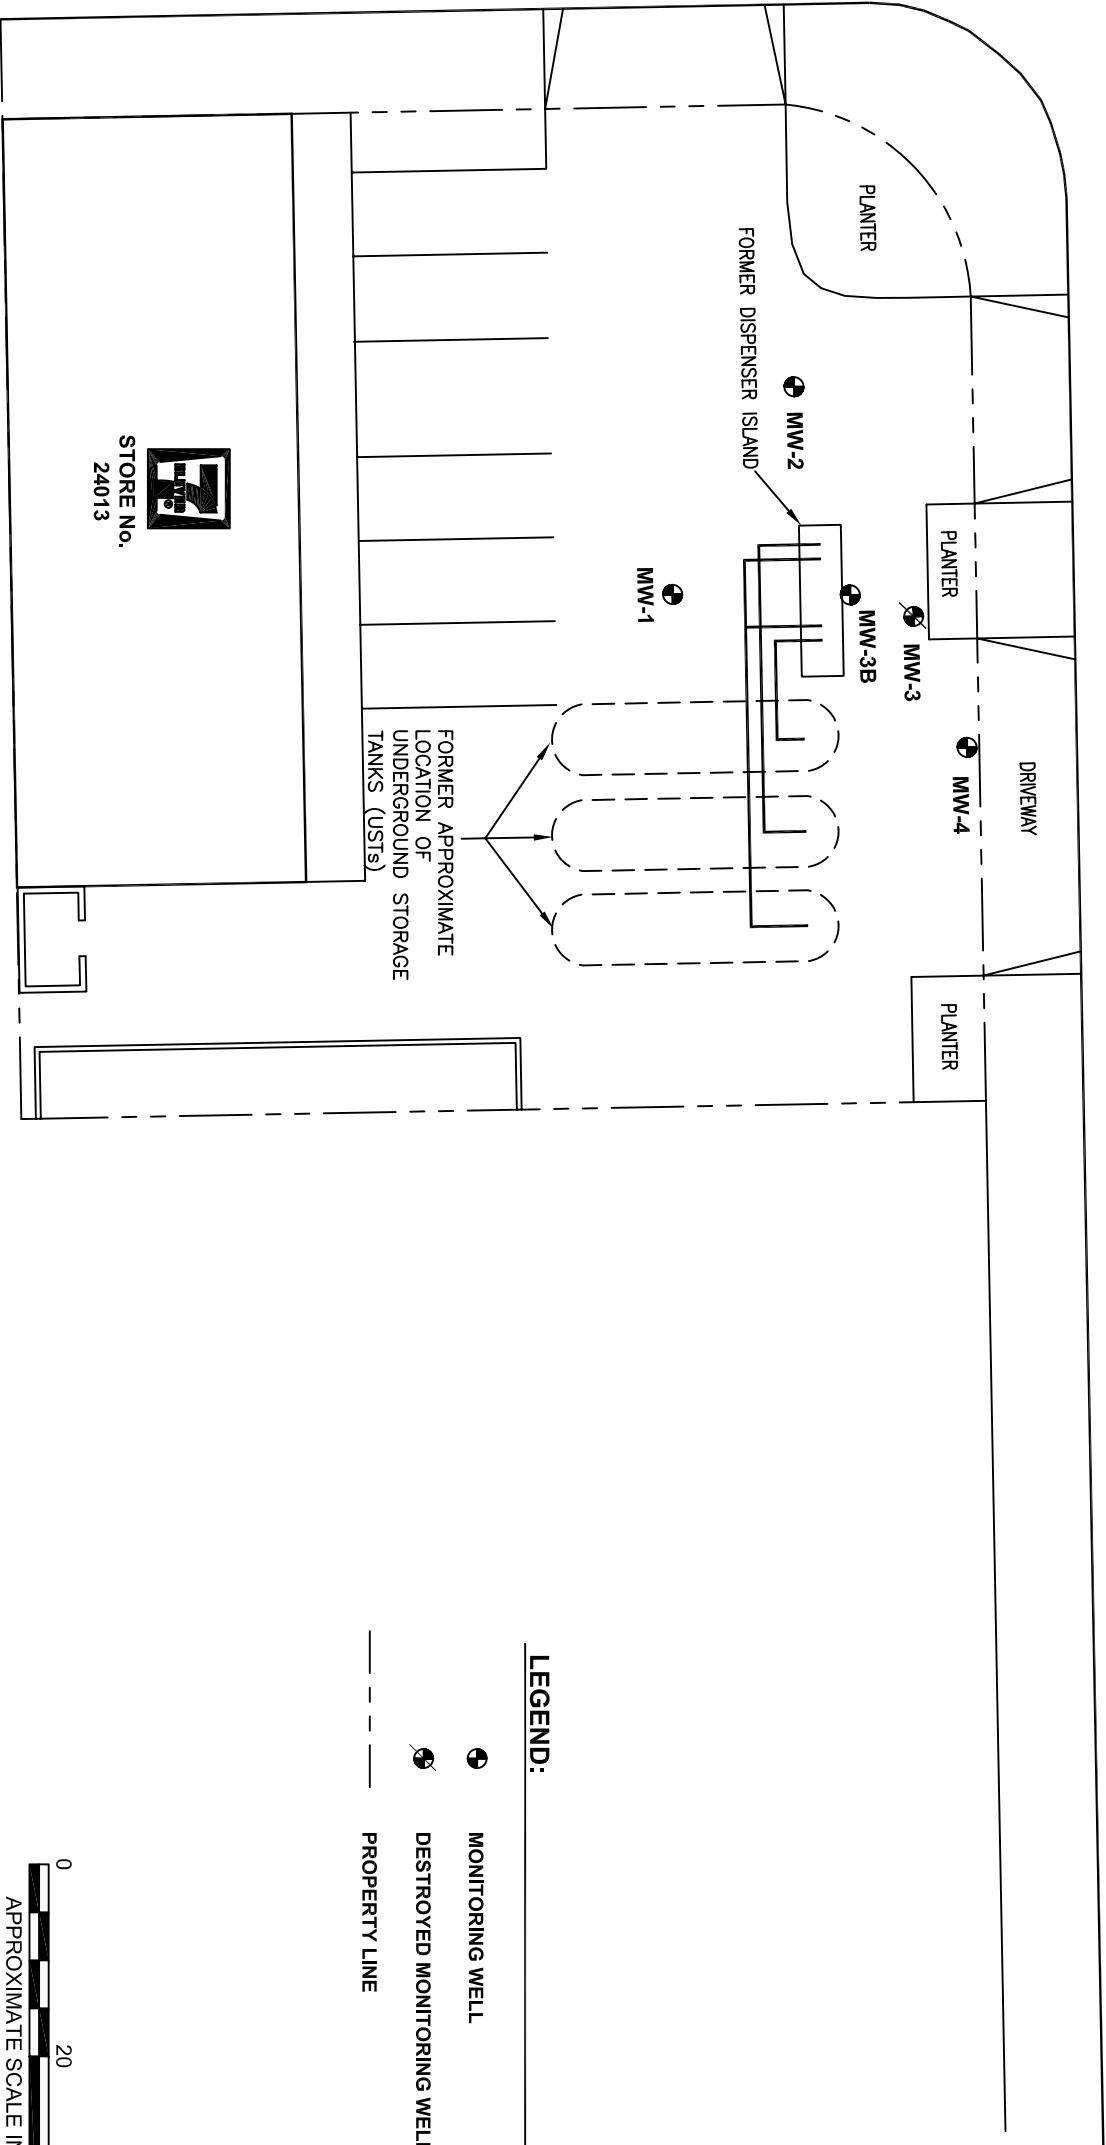 PLANTER
FORMER DISPENSER ISLAND
MW-2
PLANTER
MW-1
MW-3B
MW-3
MW-4
DRIVEWAY
PLANTER
FORMER APPROXIMATE
LOCATION OF
UNDERGROUND STORAGE
TANKS (USTs)
7
ELEVEN
®
STORE No.
24013
LEGEND:
MONITORING WELL
DESTROYED MONITORING WELL
PROPERTY LINE
0 20
APPROXIMATE SCALE IN